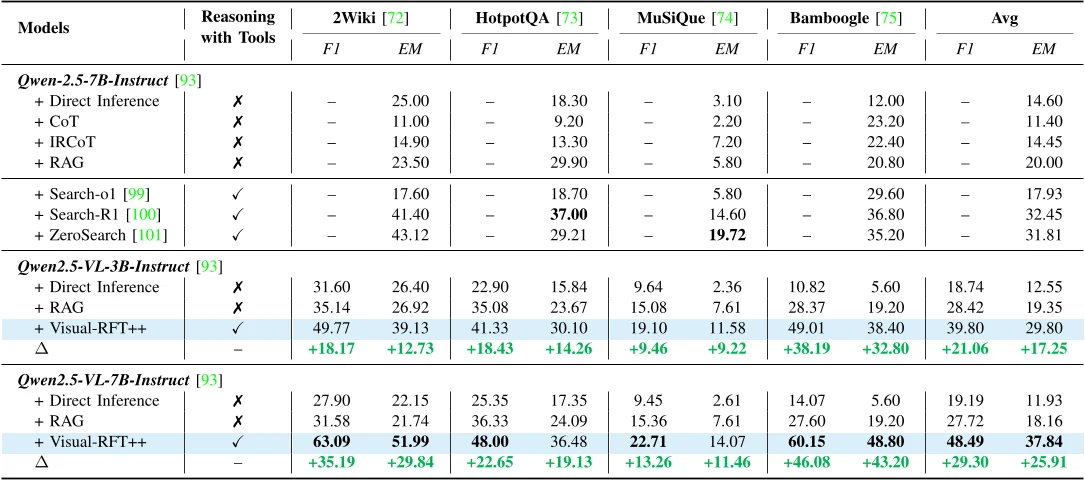 Models Reasoning with Tools 2Wiki [72] HotpotQA [73] MuSiQue [74] Bamboogle [75] Avg
F1 EM F1 EM F1 EM F1 EM F1 EM
Qwen-2.5-7B-Instruct [93]
+ Direct Inference ✗ – 25.00 – 18.30 – 3.10 – 12.00 – 14.60
+ CoT ✗ – 11.00 – 9.20 – 2.20 – 23.20 – 11.40
+ IRCoT ✗ – 14.90 – 13.30 – 7.20 – 22.40 – 14.45
+ RAG ✗ – 23.50 – 29.90 – 5.80 – 20.80 – 20.00
+ Search-o1 [99] ✓ – 17.60 – 18.70 – 5.80 – 29.60 – 17.93
+ Search-R1 [100] ✓ – 41.40 – 37.00 – 14.60 – 36.80 – 32.45
+ ZeroSearch [101] ✓ – 43.12 – 29.21 – 19.72 – 35.20 – 31.81
Qwen2.5-VL-3B-Instruct [93]
+ Direct Inference ✗ 31.60 26.40 22.90 15.84 9.64 2.36 10.82 5.60 18.74 12.55
+ RAG ✗ 35.14 26.92 35.08 23.67 15.08 7.61 28.37 19.20 28.42 19.35
+ Visual-RFT++ ✓ 49.77 39.13 41.33 30.10 19.10 11.58 49.01 38.40 39.80 29.80
Δ – +18.17 +12.73 +18.43 +14.26 +9.46 +9.22 +38.19 +32.80 +21.06 +17.25
Qwen2.5-VL-7B-Instruct [93]
+ Direct Inference ✗ 27.90 22.15 25.35 17.35 9.45 2.61 14.07 5.60 19.19 11.93
+ RAG ✗ 31.58 21.74 36.33 24.09 15.36 7.61 27.60 19.20 27.72 18.16
+ Visual-RFT++ ✓ 63.09 51.99 48.00 36.48 22.71 14.07 60.15 48.80 48.49 37.84
Δ – +35.19 +29.84 +22.65 +19.13 +13.26 +11.46 +46.08 +43.20 +29.30 +25.91